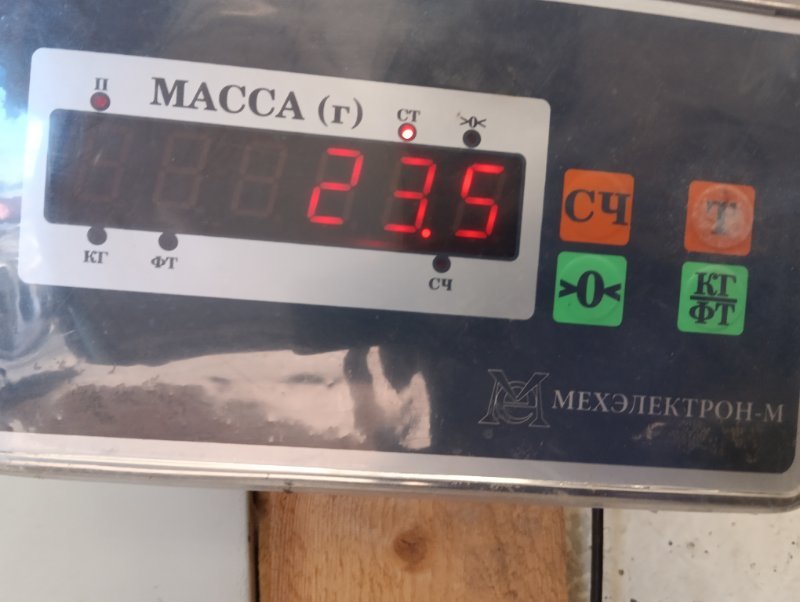 П
МАССА (г)
СТ
>0<
23.5
КГ
ФТ
СЧ
СЧ
Т
>0<
КГ
ФТ
МЕХЭЛЕКТРОН-М